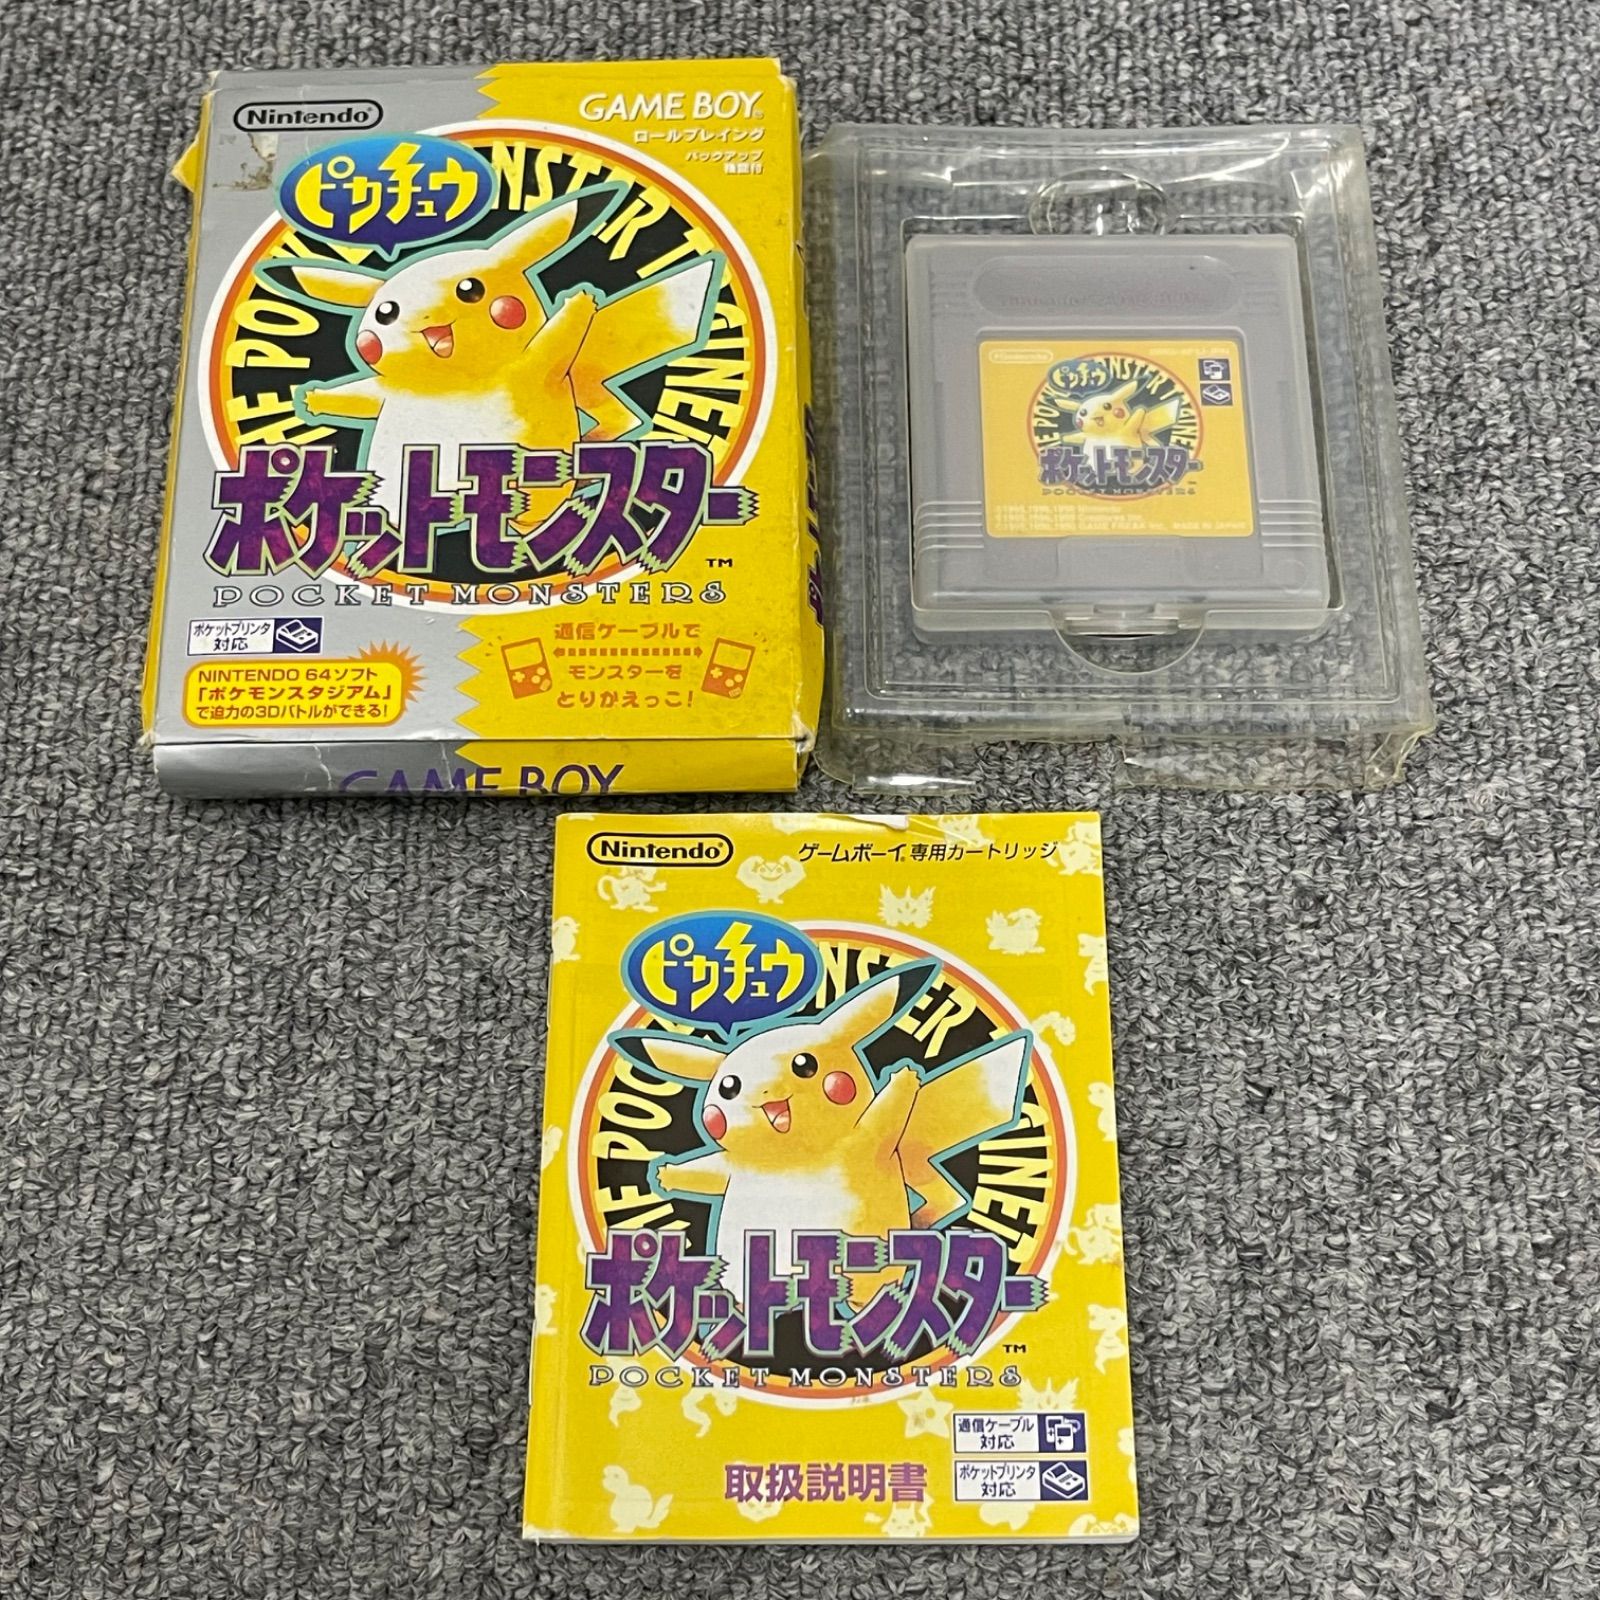 Nintendo
GAME BOY
ロールプレイング
バックアップ
機能付
ピカチュウ
ポケットモンスター
TM
POCKET MONSTERS
ポケットプリンタ
対応
NINTENDO 64ソフト
「ポケモンスタジアム」
で迫力の3Dバトルができる!
通信ケーブルで
モンスターを
とりかえっこ!
GAME BOY
Nintendo
ピカチュウ
ポケットモンスター
POCKET MONSTERS
MADE IN JAPAN
Nintendo
ゲームボーイ専用カートリッジ
ピカチュウ
ポケットモンスター
TM
POCKET MONSTERS
通信ケーブル
対応
ポケットプリンタ
対応
取扱説明書